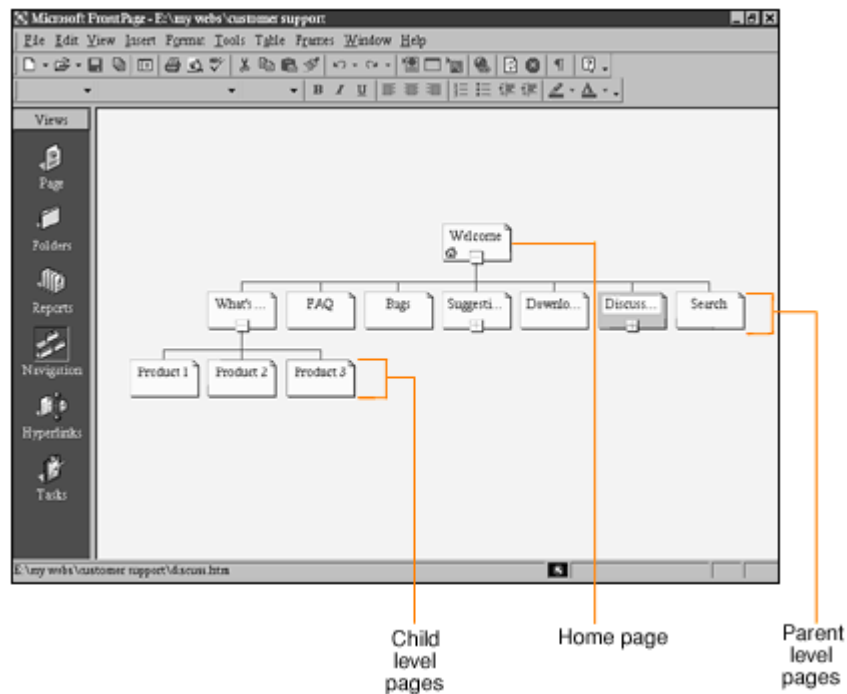 Microsoft FrontPage - E:\my webs\customer support
File Edit View Insert Format Tools Table Frames Window Help
B I U
Views
Page
Folders
Reports
Navigation
Hyperlinks
Tasks
Welcome
What's ...
FAQ
Bugs
Suggesti...
Downlo...
Discuss...
Search
Product 1
Product 2
Product 3
E:\my webs\customer support\discuss.htm
Child
level
pages
Home page
Parent
level
pages